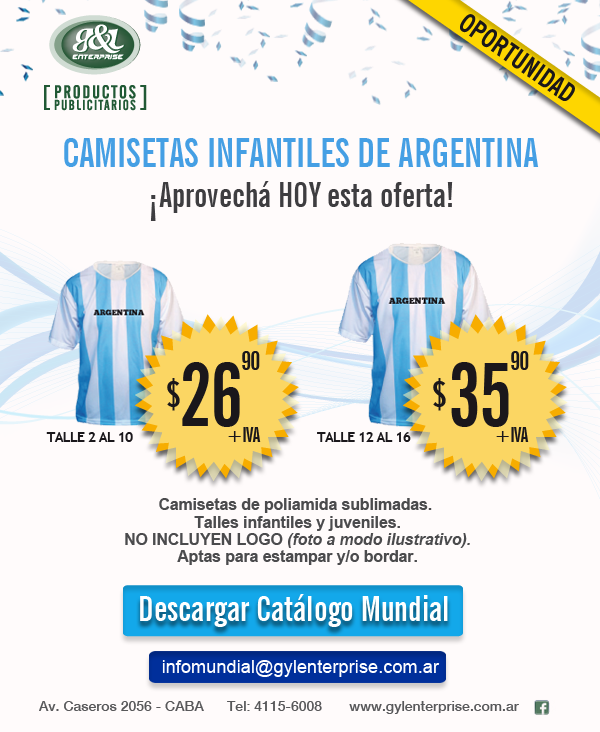 g&l
ENTERPRISE
[PRODUCTOS
PUBLICITARIOS]
OPORTUNIDAD
CAMISETAS INFANTILES DE ARGENTINA
¡Aprovechá HOY esta oferta!
ARGENTINA
ARGENTINA
$26 90
+IVA
$35 90
+IVA
TALLE 2 AL 10
TALLE 12 AL 16
Camisetas de poliamida sublimadas.
Talles infantiles y juveniles.
NO INCLUYEN LOGO (foto a modo ilustrativo).
Aptas para estampar y/o bordar.
Descargar Catálogo Mundial
infomundial@gylenterprise.com.ar
Av. Caseros 2056 - CABA Tel: 4115-6008 www.gylenterprise.com.ar f